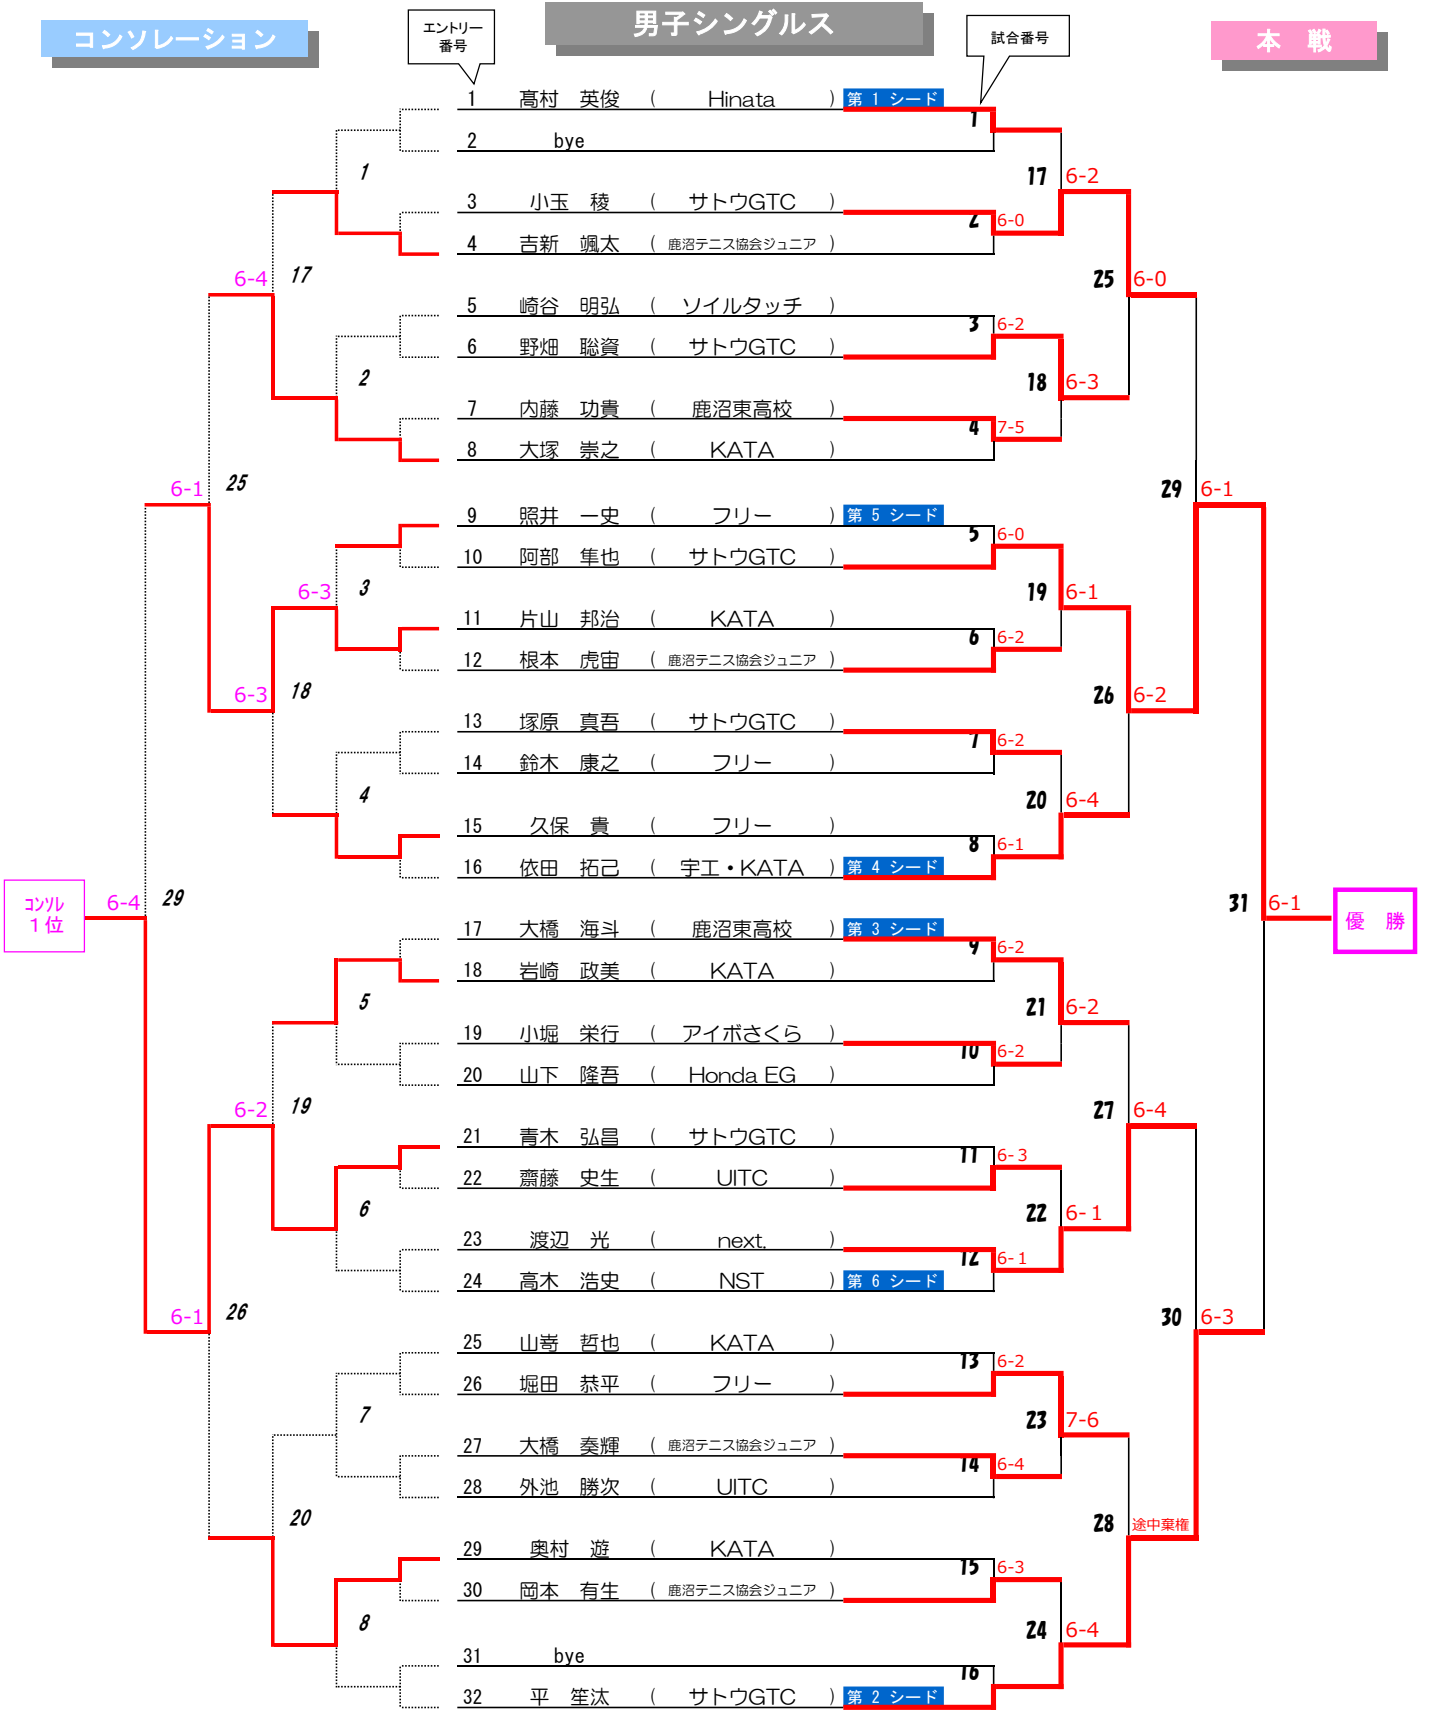 コンソレーション
エントリー
番号
男子シングルス
試合番号
本 戦
1 髙村 英俊 ( Hinata ) 第 1 シード
1
2 bye
1
17 6-2
3 小玉 稜 ( サトウGTC )
2 6-0
4 吉新 颯太 ( 鹿沼テニス協会ジュニア )
6-4 17
25 6-0
5 崎谷 明弘 ( ソイルタッチ )
3 6-2
6 野畑 聡資 ( サトウGTC )
2
18 6-3
7 内藤 功貴 ( 鹿沼東高校 )
4 7-5
8 大塚 崇之 ( KATA )
6-1 25
29 6-1
9 照井 一史 ( フリー ) 第 5 シード
5 6-0
10 阿部 隼也 ( サトウGTC )
6-3 3
19 6-1
11 片山 邦治 ( KATA )
6 6-2
12 根本 虎宙 ( 鹿沼テニス協会ジュニア )
6-3 18
26 6-2
13 塚原 真吾 ( サトウGTC )
7 6-2
14 鈴木 康之 ( フリー )
4
20 6-4
15 久保 貴 ( フリー )
8 6-1
16 依田 拓己 ( 宇工・KATA ) 第 4 シード
コンソレ
1位
6-4 29
31 6-1
優 勝
17 大橋 海斗 ( 鹿沼東高校 ) 第 3 シード
9 6-2
18 岩崎 政美 ( KATA )
5
21 6-2
19 小堀 栄行 ( アイボさくら )
10 6-2
20 山下 隆吾 ( Honda EG )
6-2 19
27 6-4
21 青木 弘昌 ( サトウGTC )
11 6-3
22 齋藤 史生 ( UITC )
6
22 6-1
23 渡辺 光 ( next. )
12 6-1
24 高木 浩史 ( NST ) 第 6 シード
6-1 26
30 6-3
25 山嵜 哲也 ( KATA )
13 6-2
26 堀田 恭平 ( フリー )
7
23 7-6
27 大橋 奏輝 ( 鹿沼テニス協会ジュニア )
14 6-4
28 外池 勝次 ( UITC )
20
28 途中棄権
29 奥村 遊 ( KATA )
15 6-3
30 岡本 有生 ( 鹿沼テニス協会ジュニア )
8
24 6-4
31 bye
16
32 平 笙汰 ( サトウGTC ) 第 2 シード